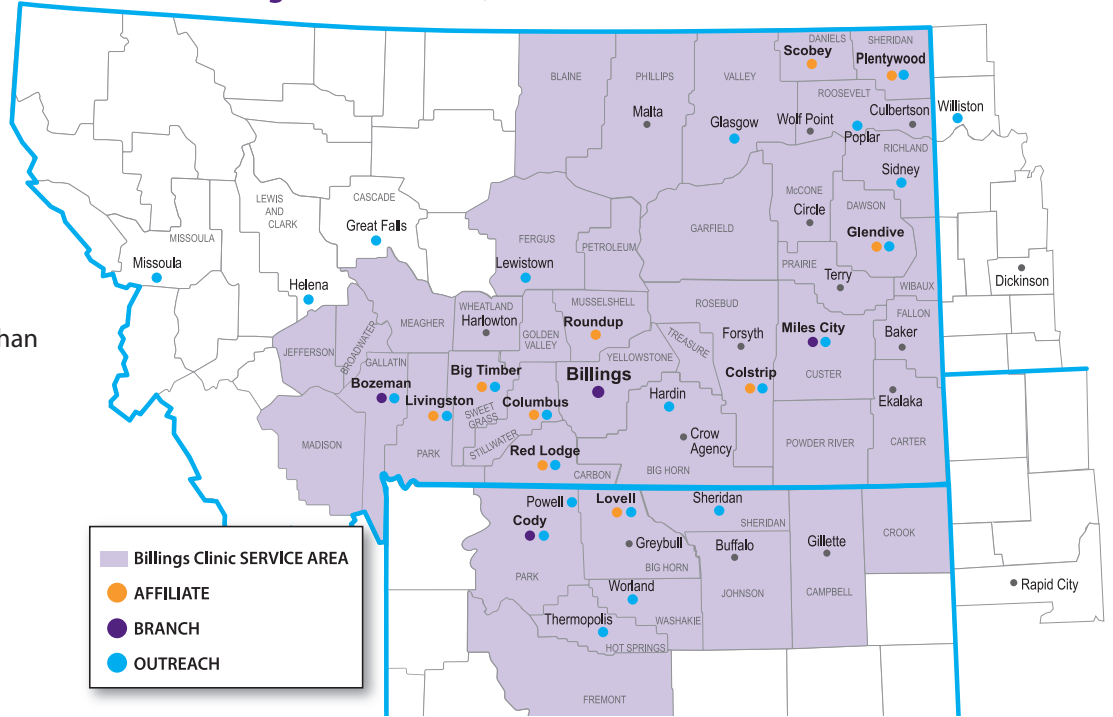 DANIELS
SHERIDAN
Scobey
Plentywood
BLAINE
PHILLIPS
VALLEY
ROOSEVELT
Malta
Glasgow
Wolf Point
Culbertson
Williston
Poplar
RICHLAND
Sidney
LEWIS
AND
CLARK
CASCADE
McCONE
Circle
DAWSON
Great Falls
MISSOULA
FERGUS
PETROLEUM
GARFIELD
Glendive
Missoula
Lewistown
PRAIRIE
Terry
Dickinson
Helena
WIBAUX
WHEATLAND
MUSSELSHELL
ROSEBUD
FALLON
MEAGHER
Harlowton
Roundup
GOLDEN
VALLEY
TREASURE
Forsyth
Miles City
Baker
han
JEFFERSON
BROADWATER
GALLATIN
YELLOWSTONE
CUSTER
Bozeman
Big Timber
Billings
Colstrip
Livingston
SWEET
GRASS
Columbus
Hardin
Ekalaka
MADISON
PARK
STILLWATER
Crow
Agency
POWDER RIVER
CARTER
Red Lodge
CARBON
BIG HORN
Powell
Lovell
Sheridan
Cody
SHERIDAN
CROOK
Greybull
Buffalo
Gillette
PARK
BIG HORN
Worland
JOHNSON
CAMPBELL
Rapid City
Thermopolis
WASHAKIE
HOT SPRINGS
FREMONT
Billings Clinic SERVICE AREA
AFFILIATE
BRANCH
OUTREACH